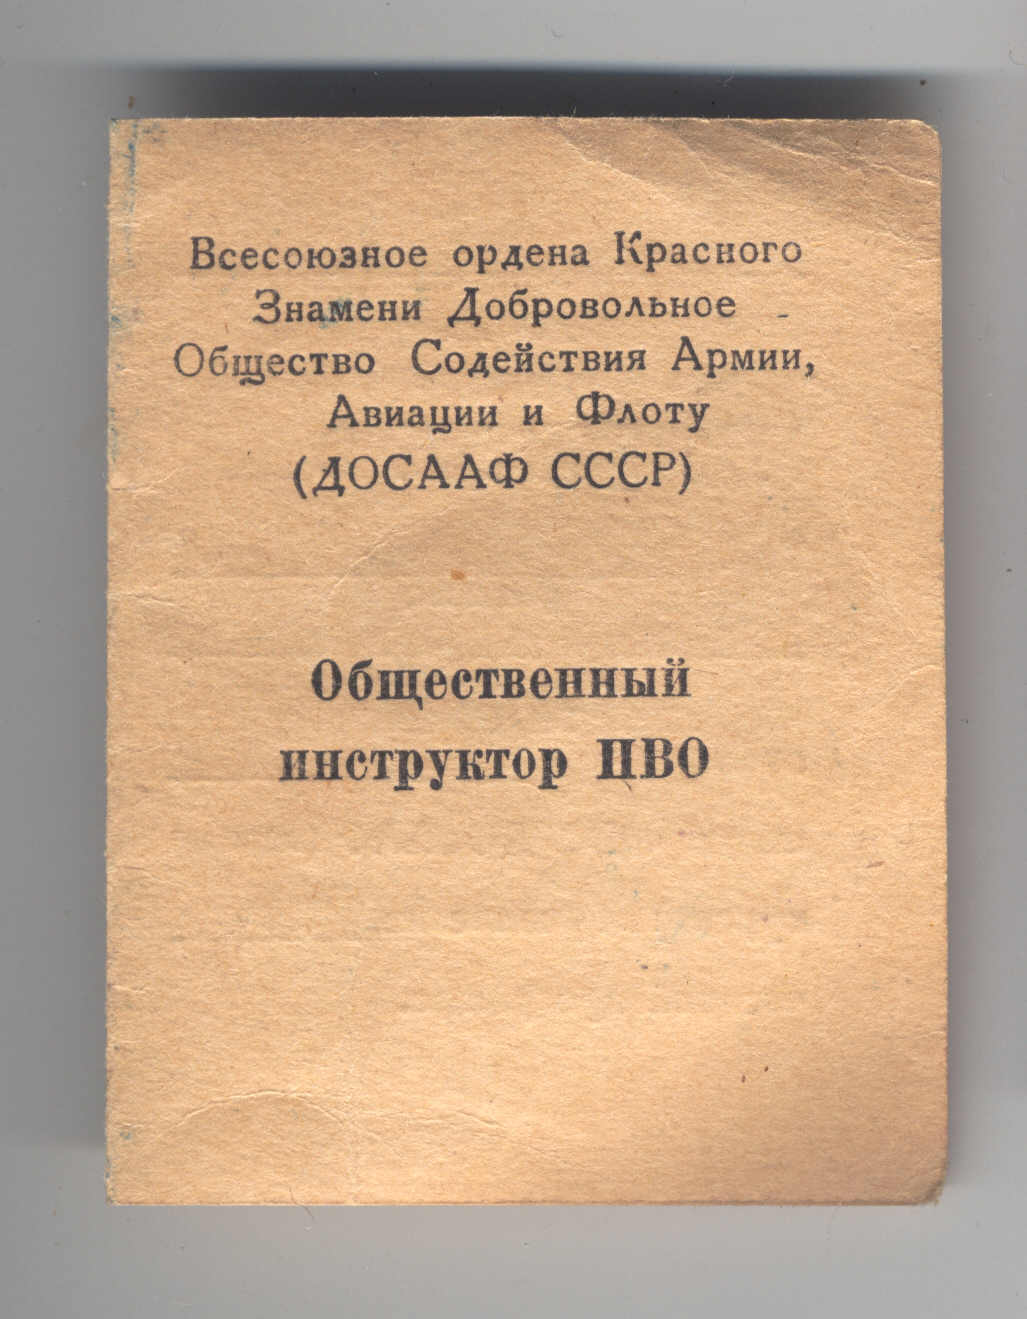 Всесоюзное ордена Красного
Знамени Добровольное
Общество Содействия Армии,
Авиации и Флоту
(ДОСААФ СССР)
Общественный
инструктор ПВО